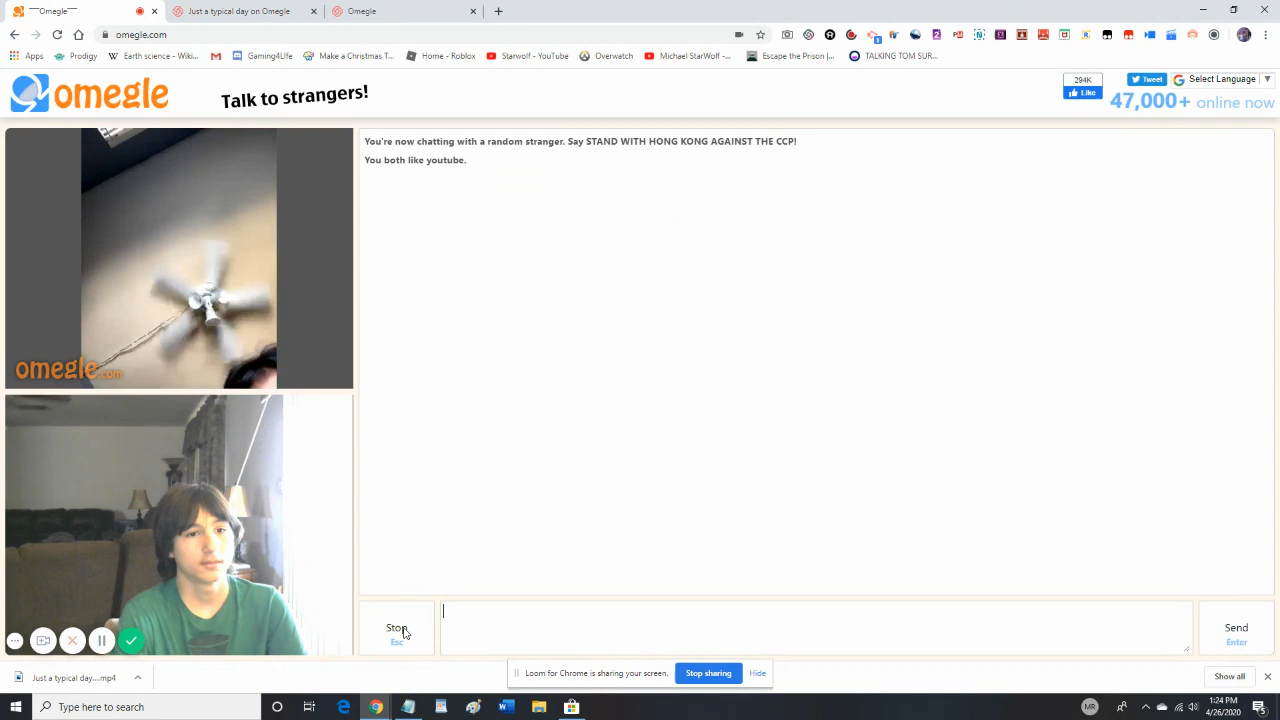 ""Omegle""
Just a typical day on Omegle
Omegle
omegle.com
Apps
Prodigy
Earth science - Wiki...
Gaming4Life
Make a Christmas T...
Home - Roblox
Starwolf - YouTube
Overwatch
Michael StarWolf -...
Escape the Prison |...
TALKING TOM SUR...
omegle
Talk to strangers!
294K
Like
Tweet
Select Language
47,000+ online now
You're now chatting with a random stranger. Say STAND WITH HONG KONG AGAINST THE CCP!
You both like youtube.
omegle.com
Stop
Esc
Send
Enter
Just a typical day....mp4
Loom for Chrome is sharing your screen.
Stop sharing
Hide
Show all
Type here to search
MR
1:24 PM
4/26/2020